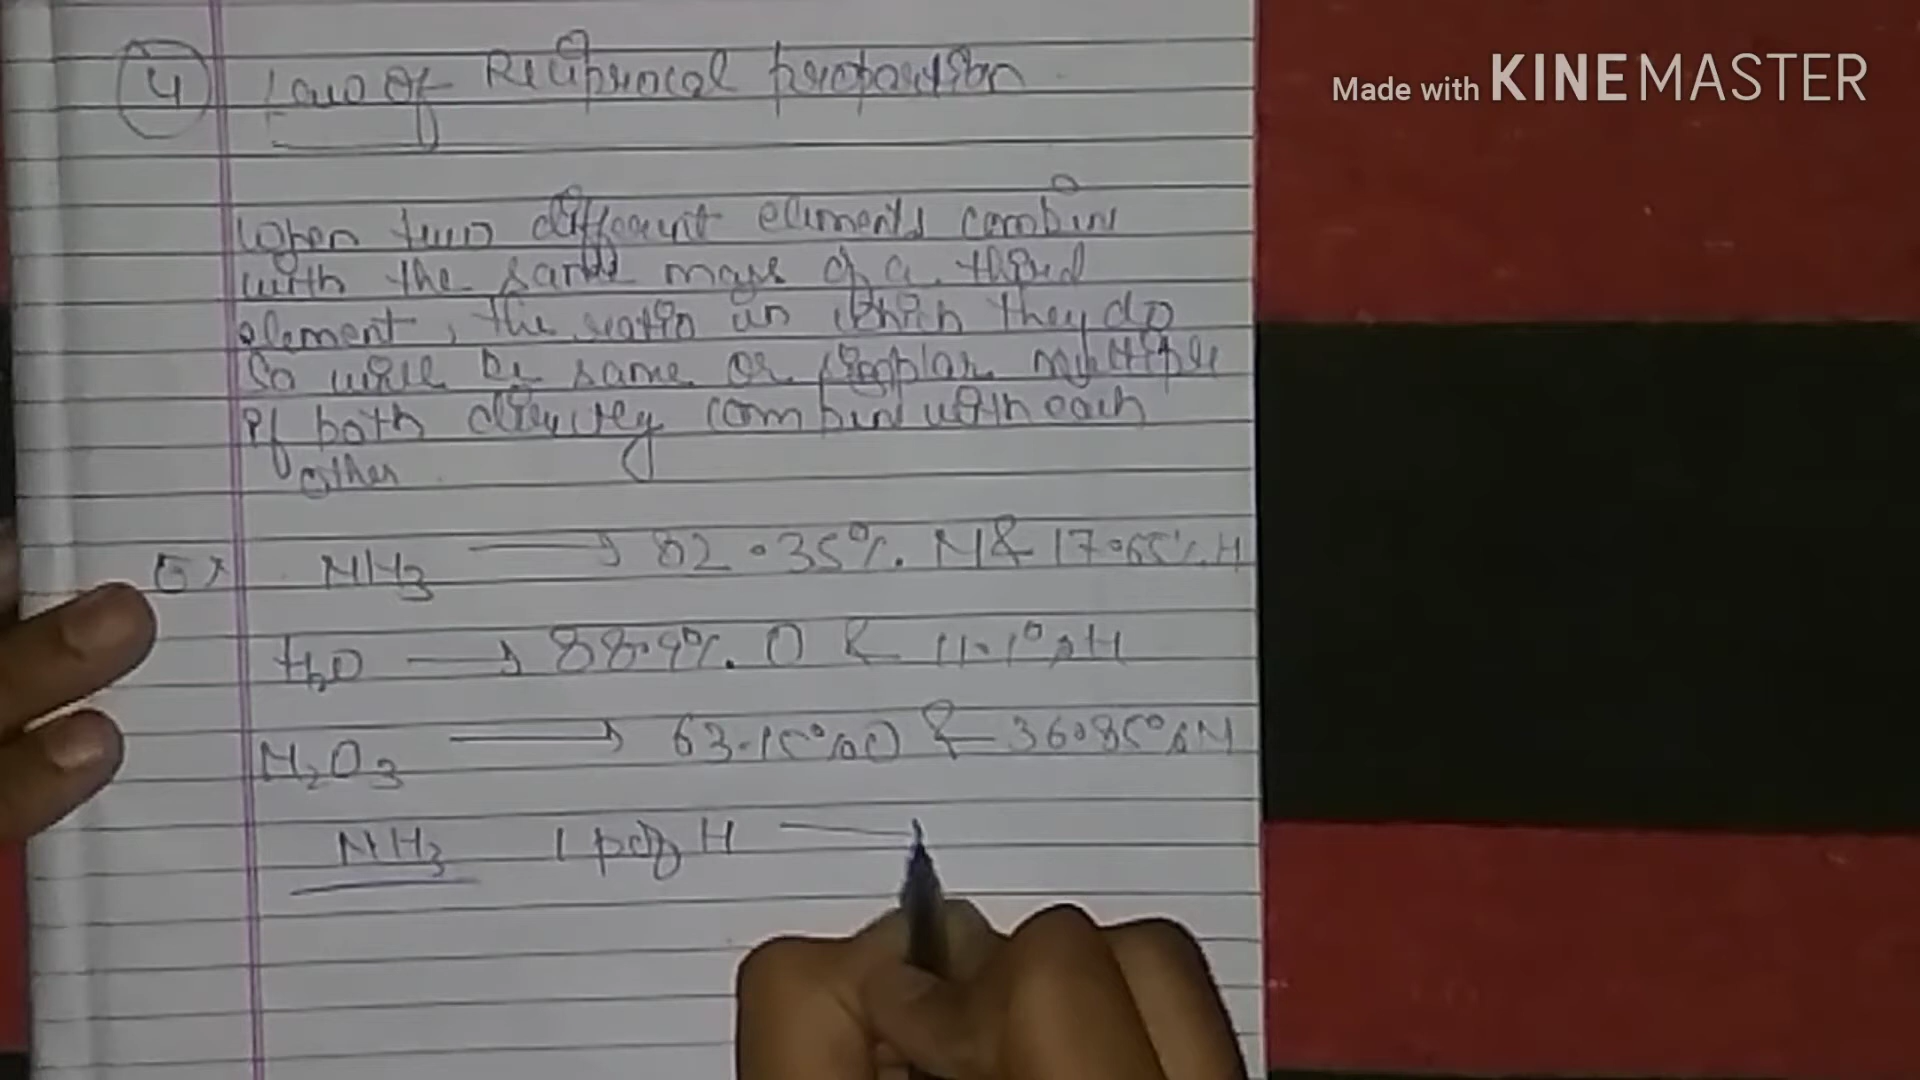 4 Law of Reciprocal proportion
Made with KINEMASTER
When two different elements combine
with the same mass of a third
element, the ratio in which they do
So will be same or simplar multiple
if both directly combine with each
other
Ex NH3 → 82.35% N & 17.65% H
H2O → 88.9% O & 11.1% H
N2O3 → 63.15% O & 36.85% N
NH3 1 p of H